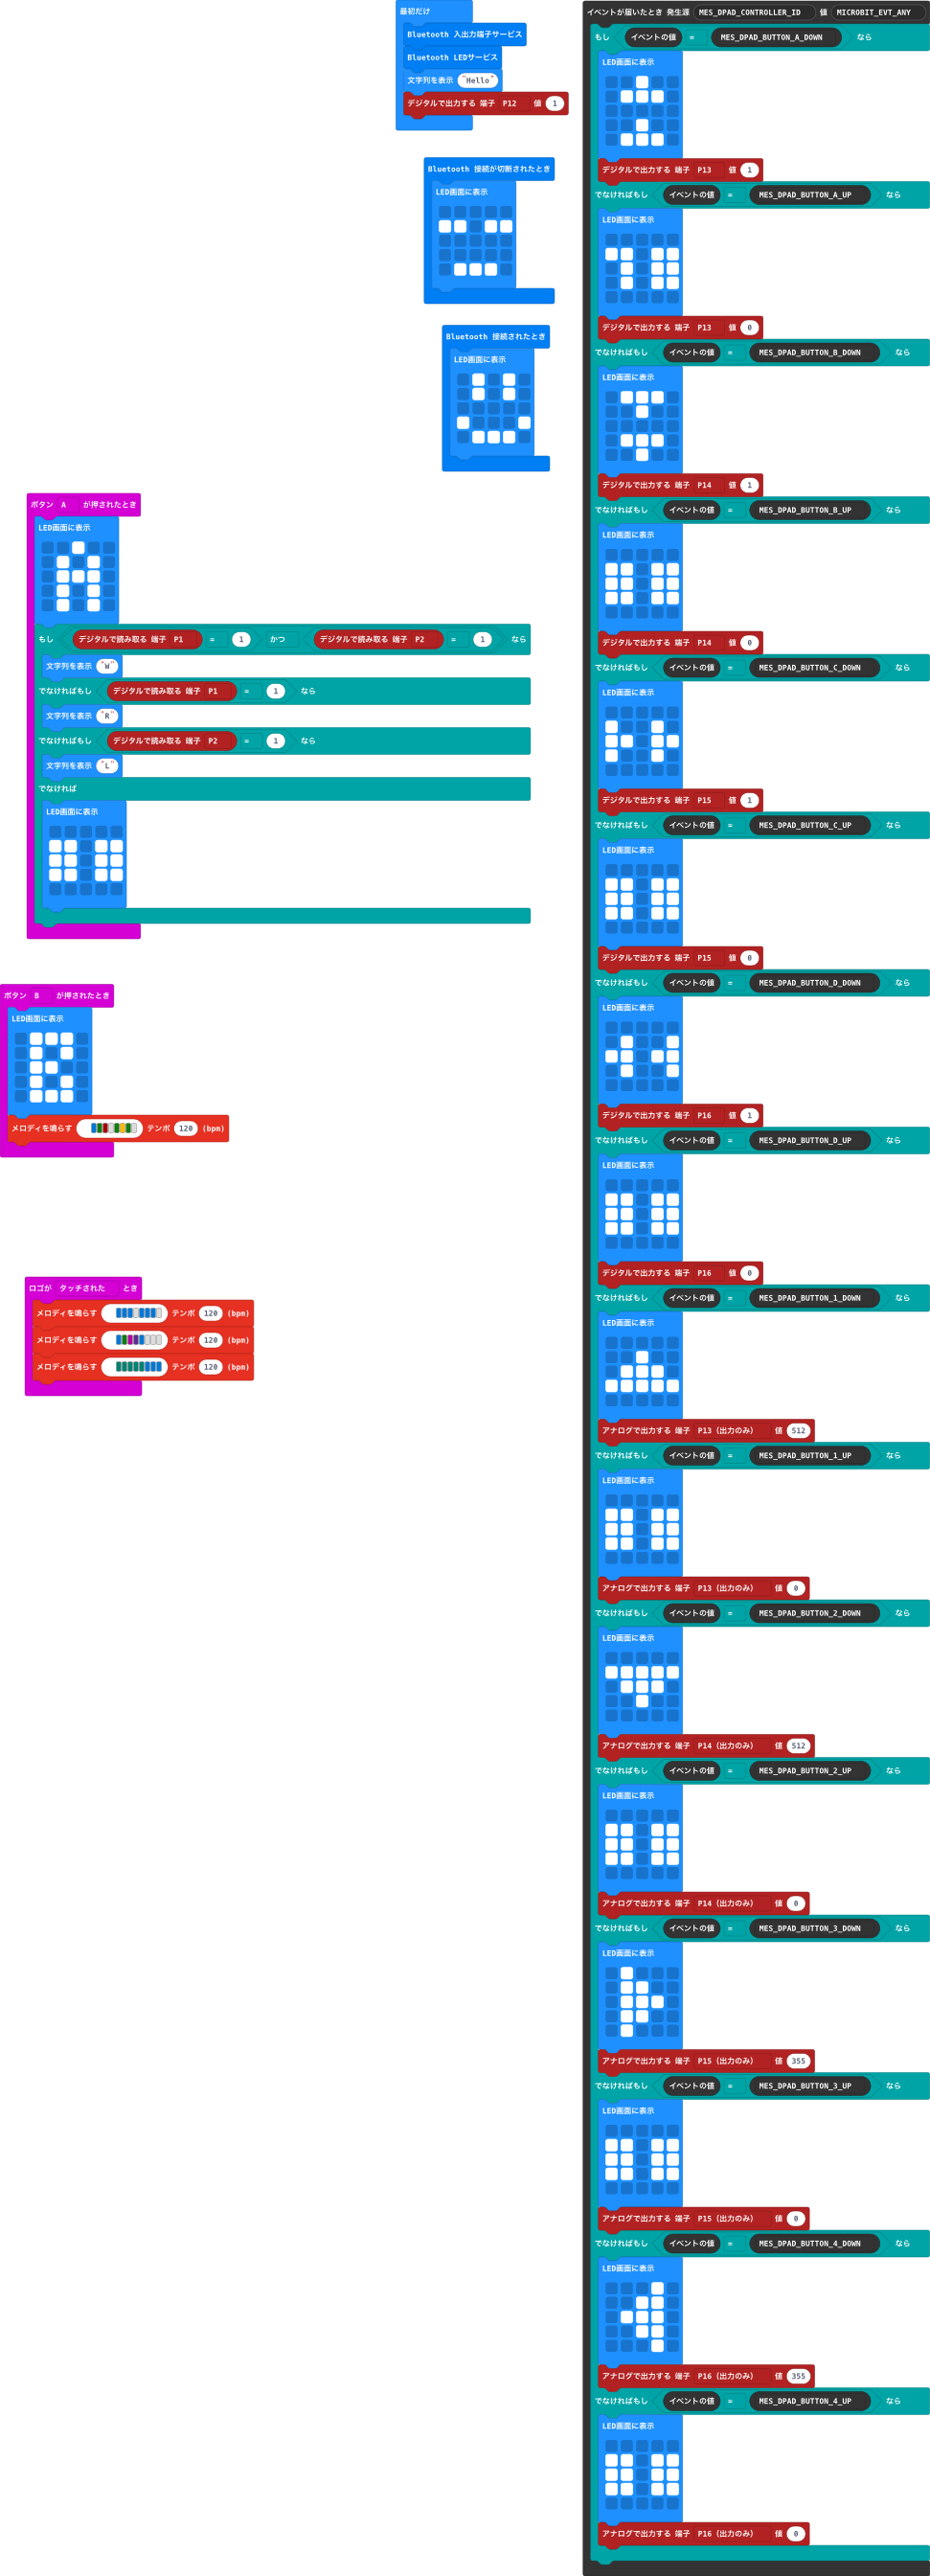 最初だけ
Bluetooth 入出力端子サービス
Bluetooth LEDサービス
文字列を表示 "Hello"
デジタルで出力する 端子 P12 値 1
Bluetooth 接続が切断されたとき
LED画面に表示
Bluetooth 接続されたとき
LED画面に表示
ボタン A が押されたとき
LED画面に表示
もし デジタルで読み取る 端子 P1 = 1 かつ デジタルで読み取る 端子 P2 = 1 なら
文字列を表示 "W"
でなければもし デジタルで読み取る 端子 P1 = 1 なら
文字列を表示 "R"
でなければもし デジタルで読み取る 端子 P2 = 1 なら
文字列を表示 "L"
でなければ
LED画面に表示
ボタン B が押されたとき
LED画面に表示
メロディを鳴らす テンポ 120 (bpm)
ロゴが タッチされた とき
メロディを鳴らす テンポ 120 (bpm)
メロディを鳴らす テンポ 120 (bpm)
メロディを鳴らす テンポ 120 (bpm)
イベントが届いたとき 発生源 MES_DPAD_CONTROLLER_ID 値 MICROBIT_EVT_ANY
もし イベントの値 = MES_DPAD_BUTTON_A_DOWN なら
LED画面に表示
デジタルで出力する 端子 P13 値 1
でなければもし イベントの値 = MES_DPAD_BUTTON_A_UP なら
LED画面に表示
デジタルで出力する 端子 P13 値 0
でなければもし イベントの値 = MES_DPAD_BUTTON_B_DOWN なら
LED画面に表示
デジタルで出力する 端子 P14 値 1
でなければもし イベントの値 = MES_DPAD_BUTTON_B_UP なら
LED画面に表示
デジタルで出力する 端子 P14 値 0
でなければもし イベントの値 = MES_DPAD_BUTTON_C_DOWN なら
LED画面に表示
デジタルで出力する 端子 P15 値 1
でなければもし イベントの値 = MES_DPAD_BUTTON_C_UP なら
LED画面に表示
デジタルで出力する 端子 P15 値 0
でなければもし イベントの値 = MES_DPAD_BUTTON_D_DOWN なら
LED画面に表示
デジタルで出力する 端子 P16 値 1
でなければもし イベントの値 = MES_DPAD_BUTTON_D_UP なら
LED画面に表示
デジタルで出力する 端子 P16 値 0
でなければもし イベントの値 = MES_DPAD_BUTTON_1_DOWN なら
LED画面に表示
アナログで出力する 端子 P13 (出力のみ) 値 512
でなければもし イベントの値 = MES_DPAD_BUTTON_1_UP なら
LED画面に表示
アナログで出力する 端子 P13 (出力のみ) 値 0
でなければもし イベントの値 = MES_DPAD_BUTTON_2_DOWN なら
LED画面に表示
アナログで出力する 端子 P14 (出力のみ) 値 512
でなければもし イベントの値 = MES_DPAD_BUTTON_2_UP なら
LED画面に表示
アナログで出力する 端子 P14 (出力のみ) 値 0
でなければもし イベントの値 = MES_DPAD_BUTTON_3_DOWN なら
LED画面に表示
アナログで出力する 端子 P15 (出力のみ) 値 355
でなければもし イベントの値 = MES_DPAD_BUTTON_3_UP なら
LED画面に表示
アナログで出力する 端子 P15 (出力のみ) 値 0
でなければもし イベントの値 = MES_DPAD_BUTTON_4_DOWN なら
LED画面に表示
アナログで出力する 端子 P16 (出力のみ) 値 355
でなければもし イベントの値 = MES_DPAD_BUTTON_4_UP なら
LED画面に表示
アナログで出力する 端子 P16 (出力のみ) 値 0